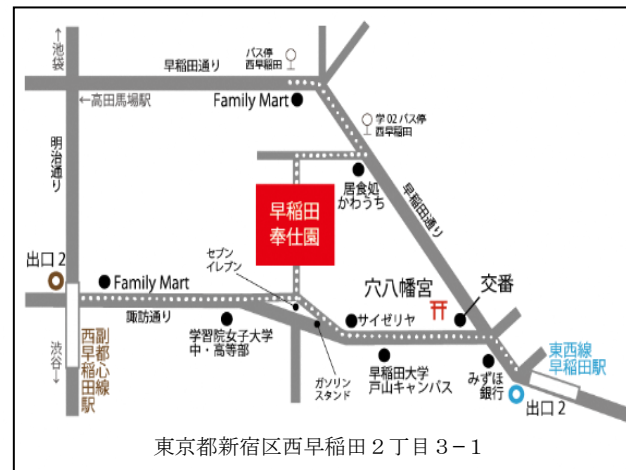 ←池袋
早稲田通り
バス停
西早稲田
←高田馬場駅
Family Mart
学02バス停
西早稲田
明治通り
居食処
かわうち
早稲田通り
早稲田
奉仕園
出口2
セブン
イレブン
Family Mart
穴八幡宮
交番
諏訪通り
サイゼリヤ
学習院女子大学
中・高等部
渋谷→
副都心線
西早稲田駅
ガソリン
スタンド
早稲田大学
戸山キャンパス
みずほ
銀行
東西線
早稲田駅
出口2
東京都新宿区西早稲田2丁目3-1